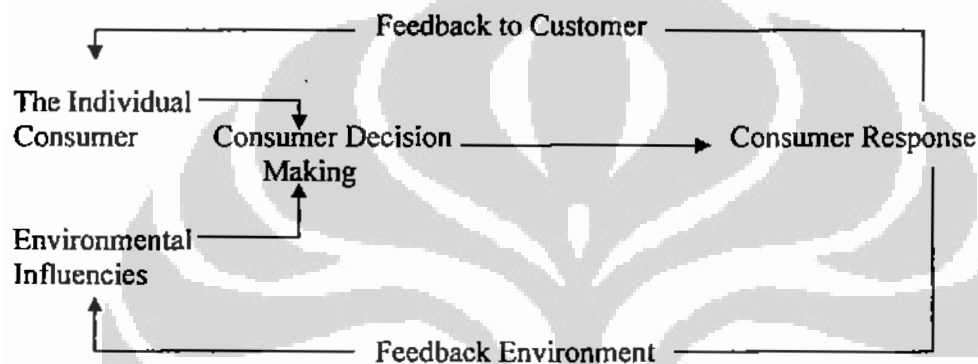 Feedback to Customer
The Individual
Consumer
Consumer Decision
Making
Consumer Response
Environmental
Influencies
Feedback Environment